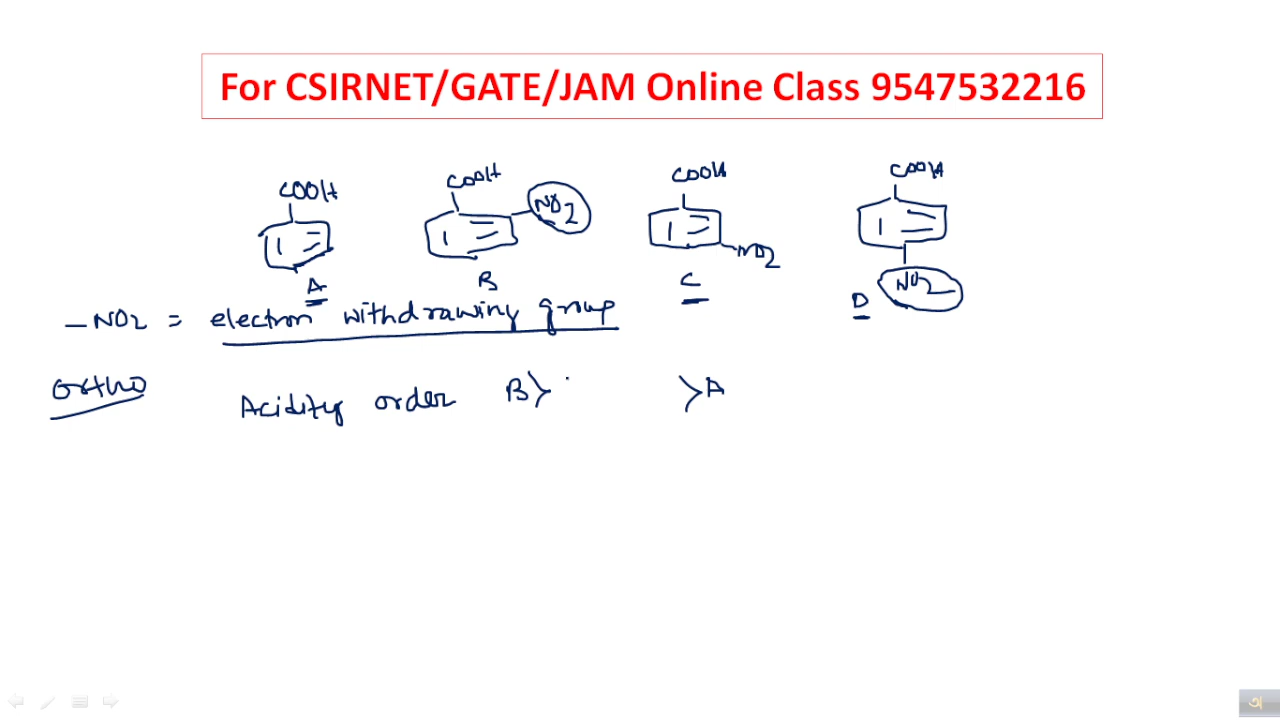 For CSIRNET/GATE/JAM Online Class 9547532216
COOH COOH COOH COOH
NO2 NO2 NO2
A B C D
-NO2 = electron withdrawing group
ortho
Acidity order B> >A
অ